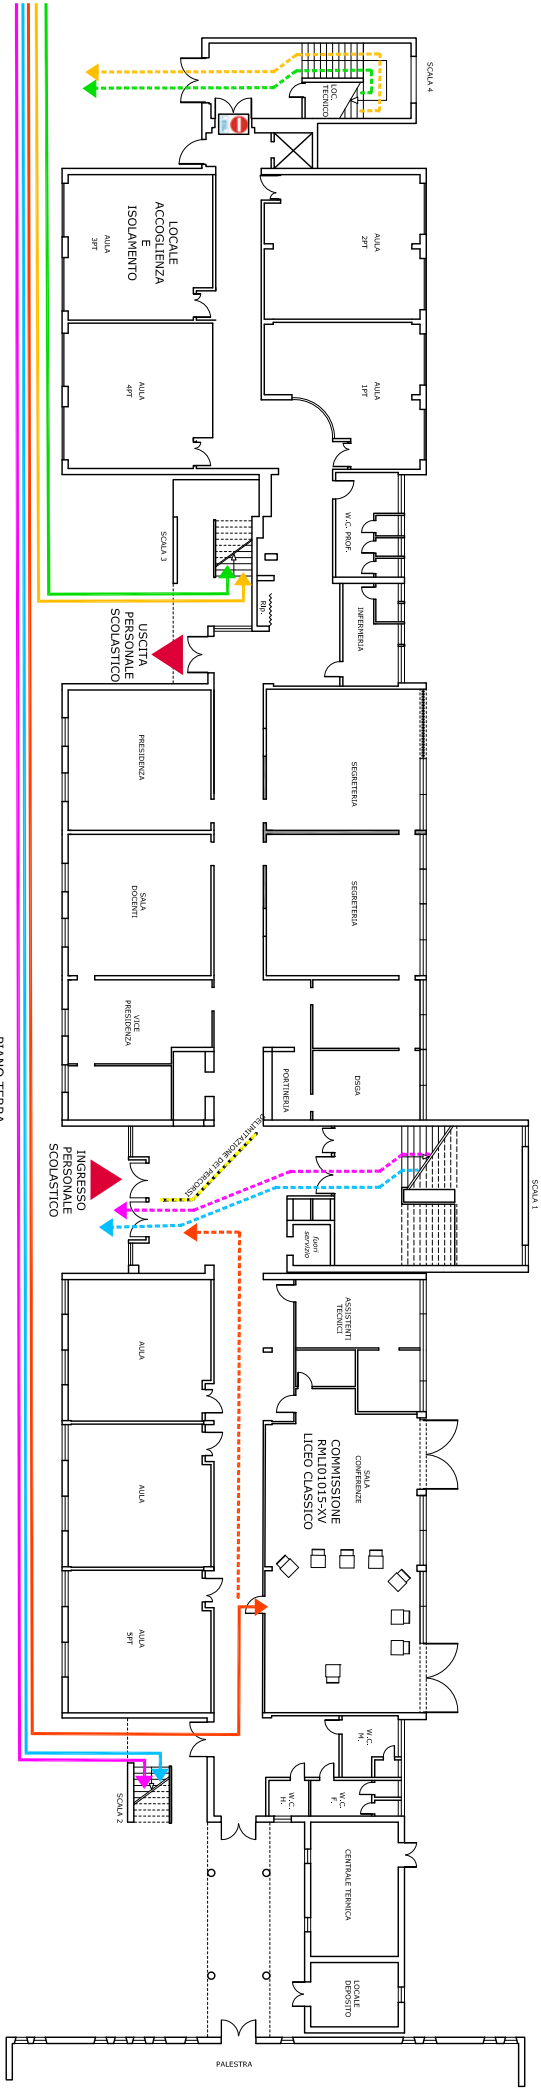 SCALA 4
LOC.
TECNICO
LOCALE
ACCOGLIENZA
E
ISOLAMENTO
AULA
3PT
AULA
2PT
AULA
4PT
AULA
1PT
W.C. PROF.
SCALA 3
Rip.
INFERMERIA
USCITA
PERSONALE
SCOLASTICO
PRESIDENZA
SEGRETERIA
SALA
DOCENTI
SEGRETERIA
VICE
PRESIDENZA
PORTINERIA
DSGA
PIANO TERRA
DELIMITAZIONE DEI PERCORSI
INGRESSO
PERSONALE
SCOLASTICO
SCALA 1
fuori
servizio
ASSISTENTI
TECNICI
AULA
SALA
CONFERENZE
COMMISSIONE
RMLI01015-XV
LICEO CLASSICO
AULA
AULA
5PT
W.C.
M.
W.C.
F.
W.C.
H.
SCALA 2
CENTRALE TERMICA
LOCALE
DEPOSITO
PALESTRA